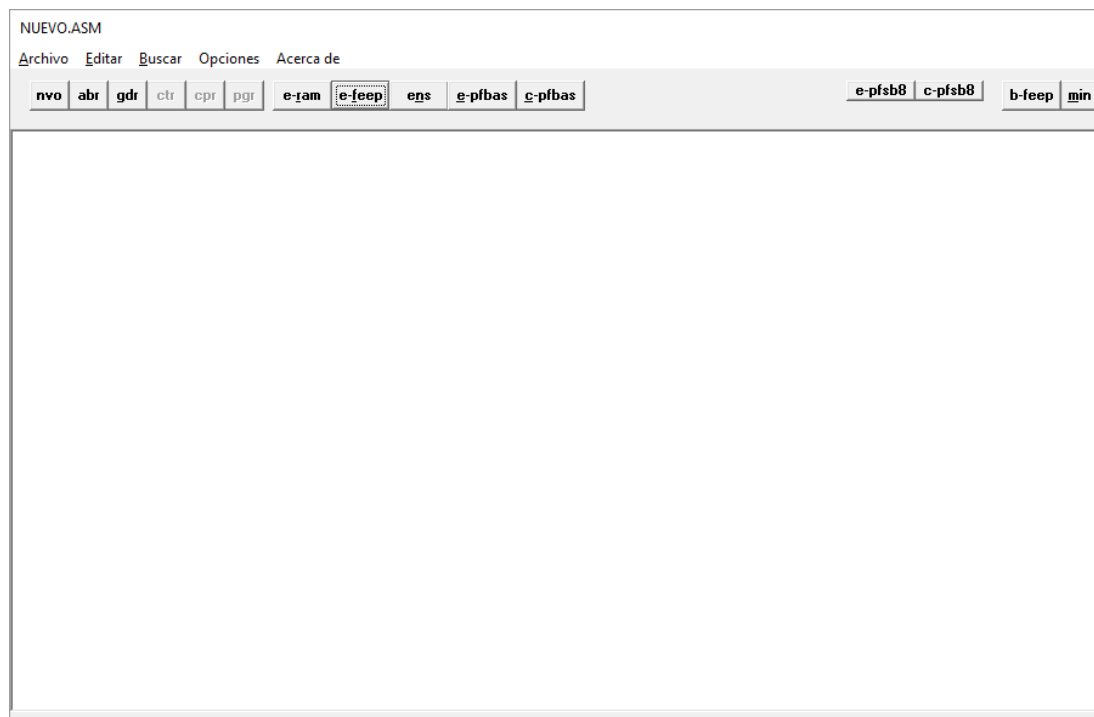 NUEVO.ASM
Archivo Editar Buscar Opciones Acerca de
nvo abr gdr ctr cpr pgr e-ram e-feep ens e-pfbas c-pfbas e-pfsb8 c-pfsb8 b-feep min